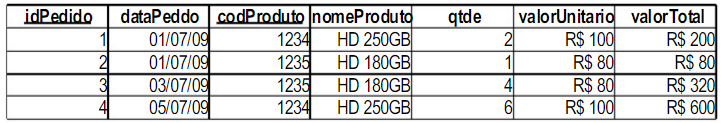 idPedido dataPeddo codProduto nomeProduto qtde valorUnitario valorTotal
1 01/07/09 1234 HD 250GB 2 R$ 100 R$ 200
2 01/07/09 1235 HD 180GB 1 R$ 80 R$ 80
3 03/07/09 1235 HD 180GB 4 R$ 80 R$ 320
4 05/07/09 1234 HD 250GB 6 R$ 100 R$ 600